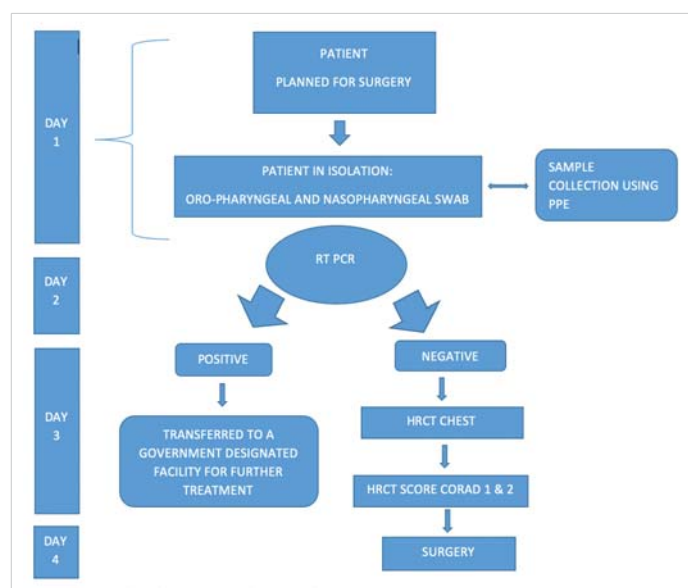 DAY
1
PATIENT
PLANNED FOR SURGERY
PATIENT IN ISOLATION:
ORO-PHARYNGEAL AND NASOPHARYNGEAL SWAB
SAMPLE
COLLECTION USING
PPE
RT PCR
DAY
2
POSITIVE
NEGATIVE
DAY
3
TRANSFERRED TO A
GOVERNMENT DESIGNATED
FACILITY FOR FURTHER
TREATMENT
HRCT CHEST
HRCT SCORE CORAD 1 & 2
DAY
4
SURGERY